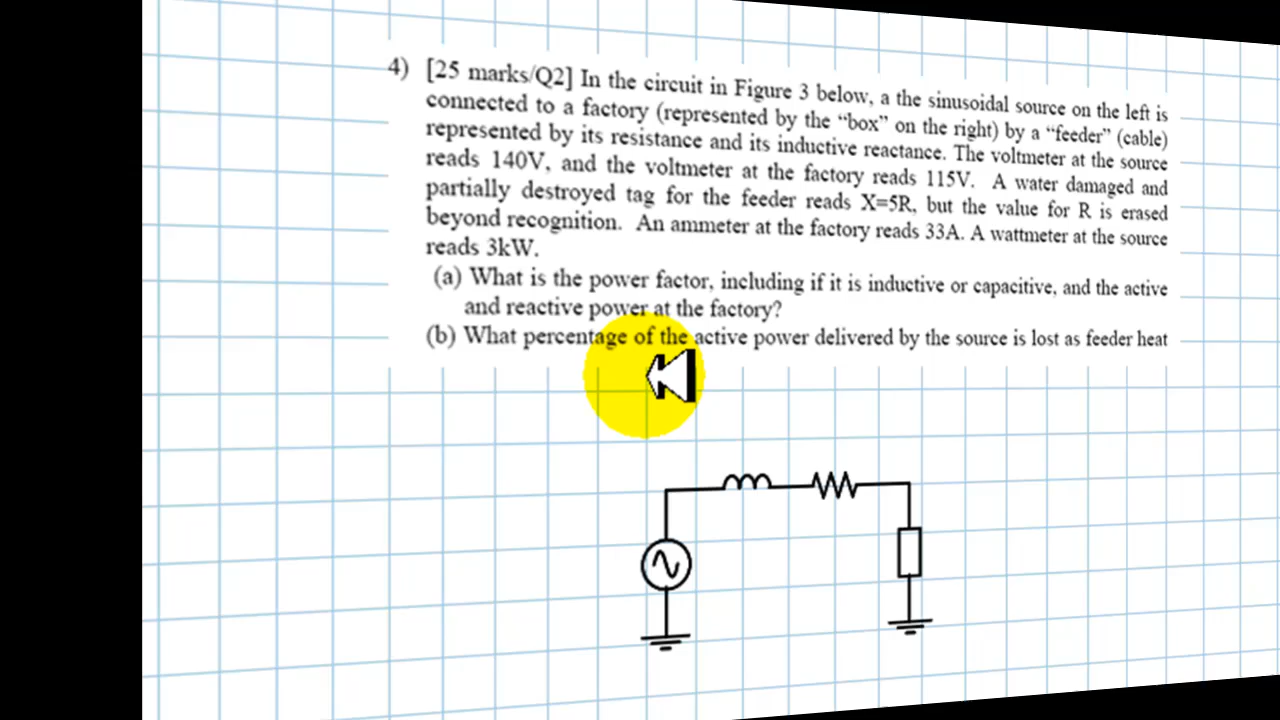 4) [25 marks/Q2] In the circuit in Figure 3 below, a the sinusoidal source on the left is
connected to a factory (represented by the “box” on the right) by a “feeder” (cable)
represented by its resistance and its inductive reactance. The voltmeter at the source
reads 140V, and the voltmeter at the factory reads 115V. A water damaged and
partially destroyed tag for the feeder reads X=5R, but the value for R is erased
beyond recognition. An ammeter at the factory reads 33A. A wattmeter at the source
reads 3kW.
(a) What is the power factor, including if it is inductive or capacitive, and the active
and reactive power at the factory?
(b) What percentage of the active power delivered by the source is lost as feeder heat